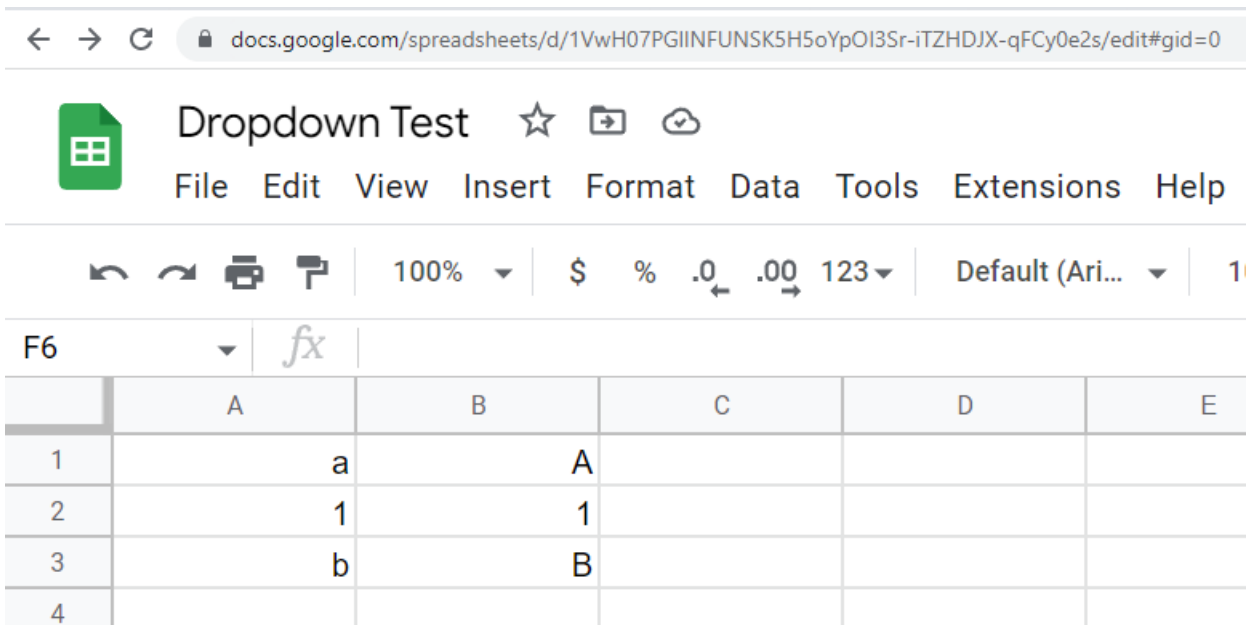 docs.google.com/spreadsheets/d/1VwH07PGIINFUNSK5H5oYpOI3Sr-iTZHDJX-qFCy0e2s/edit#gid=0
Dropdown Test
File Edit View Insert Format Data Tools Extensions Help
100% $ % .0 .00 123 Default (Ari...
F6 fx
A B C D E
1 a A
2 1 1
3 b B
4